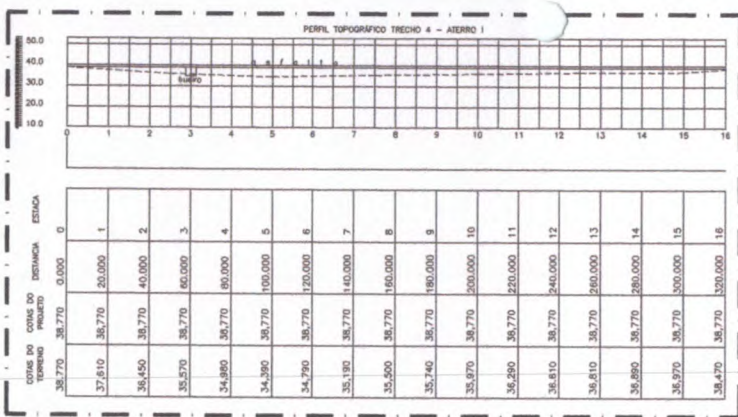 PERFIL TOPOGRÁFICO TRECHO 4 - ATERRO I
50.0
40.0
30.0
20.0
10.0
a s f a l t o
bueiro
0 1 2 3 4 5 6 7 8 9 10 11 12 13 14 15 16
ESTACA 0 1 2 3 4 5 6 7 8 9 10 11 12 13 14 15 16
DISTANCIA 0.000 20.000 40.000 60.000 80.000 100.000 120.000 140.000 160.000 180.000 200.000 220.000 240.000 260.000 280.000 300.000 320.000
COTAS DO PROJETO 38,770 38,770 38,770 38,770 38,770 38,770 38,770 38,770 38,770 38,770 38,770 38,770 38,770 38,770 38,770 38,770 38,770
COTAS DO TERRENO 38,770 37,610 36,450 35,570 34,980 34,390 34,790 35,190 35,500 35,740 35,970 36,290 36,610 36,810 36,890 36,970 38,470